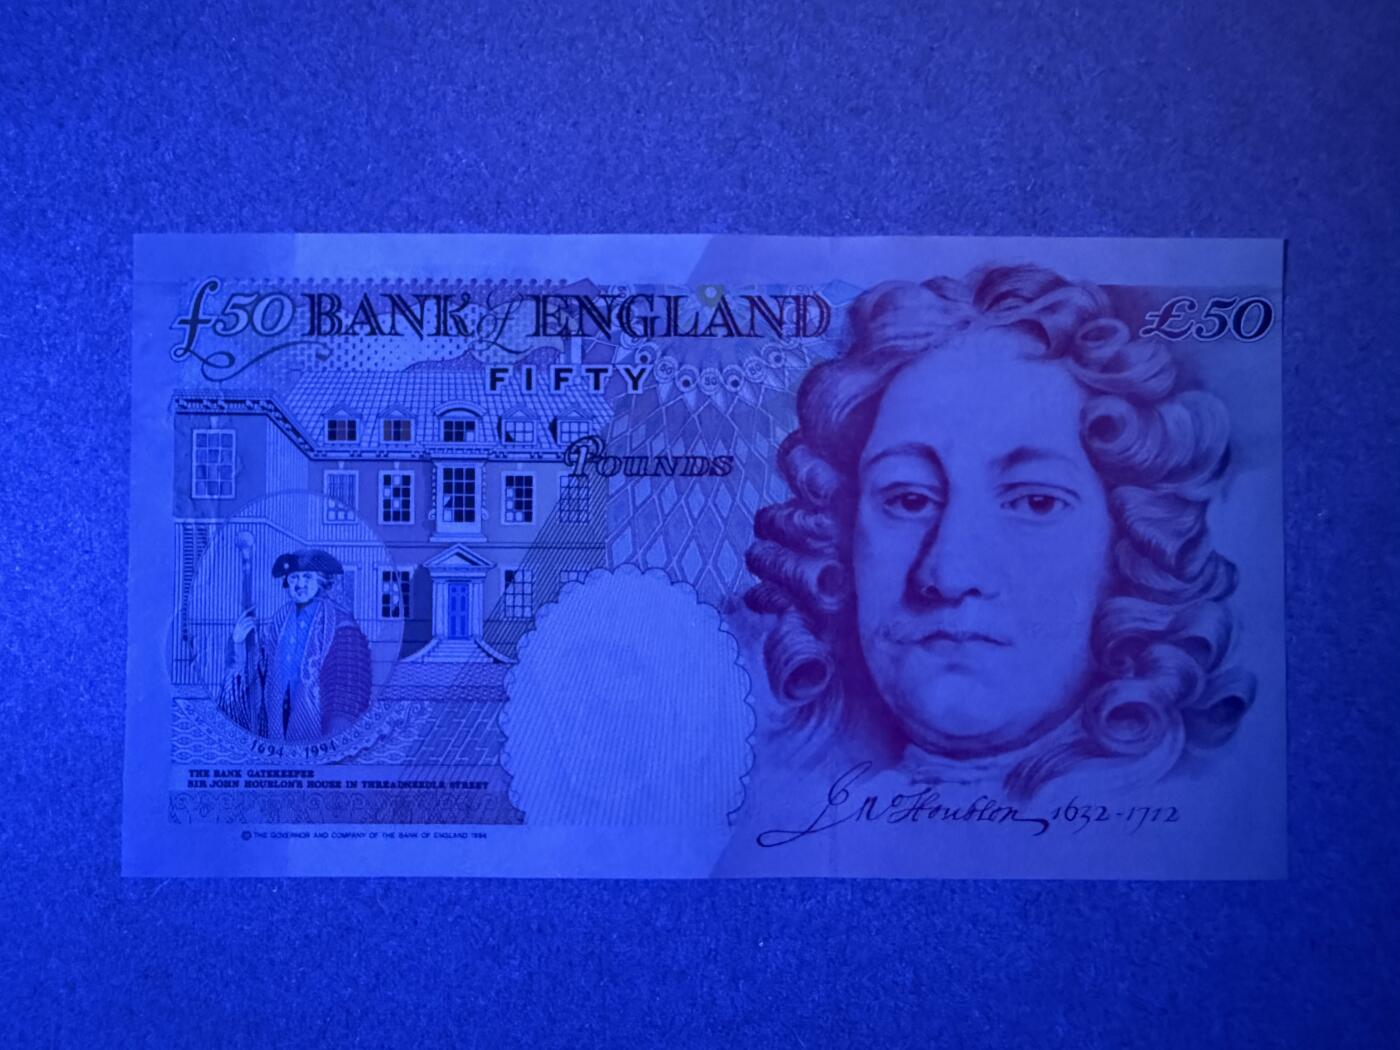 £50 BANK of ENGLAND £50
FIFTY
POUNDS
1694 · 1994
THE BANK GATEKEEPER
SIR JOHN HOUBLON'S HOUSE IN THREADNEEDLE STREET
© THE GOVERNOR AND COMPANY OF THE BANK OF ENGLAND 1994
Jno Houblon 1632-1712